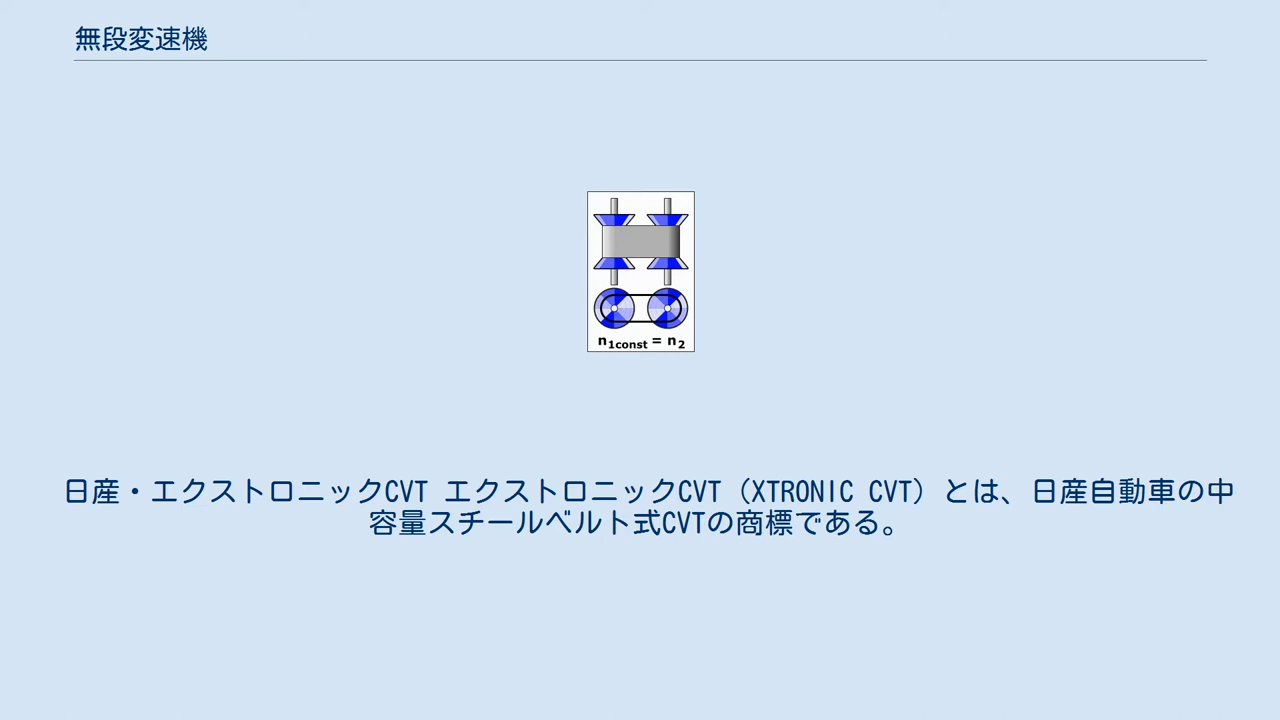 無段変速機
n1const = n2
日産・エクストロニックCVT エクストロニックCVT（XTRONIC CVT）とは、日産自動車の中
容量スチールベルト式CVTの商標である。